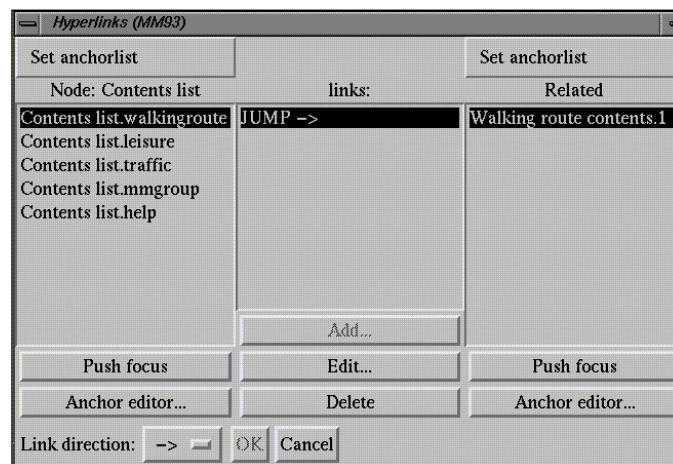 Hyperlinks (MM93)
Set anchorlist Set anchorlist
Node: Contents list links: Related
Contents list.walkingroute JUMP -> Walking route contents.1
Contents list.leisure
Contents list.traffic
Contents list.mmgroup
Contents list.help
Add...
Push focus Edit... Push focus
Anchor editor... Delete Anchor editor...
Link direction: -> OK Cancel